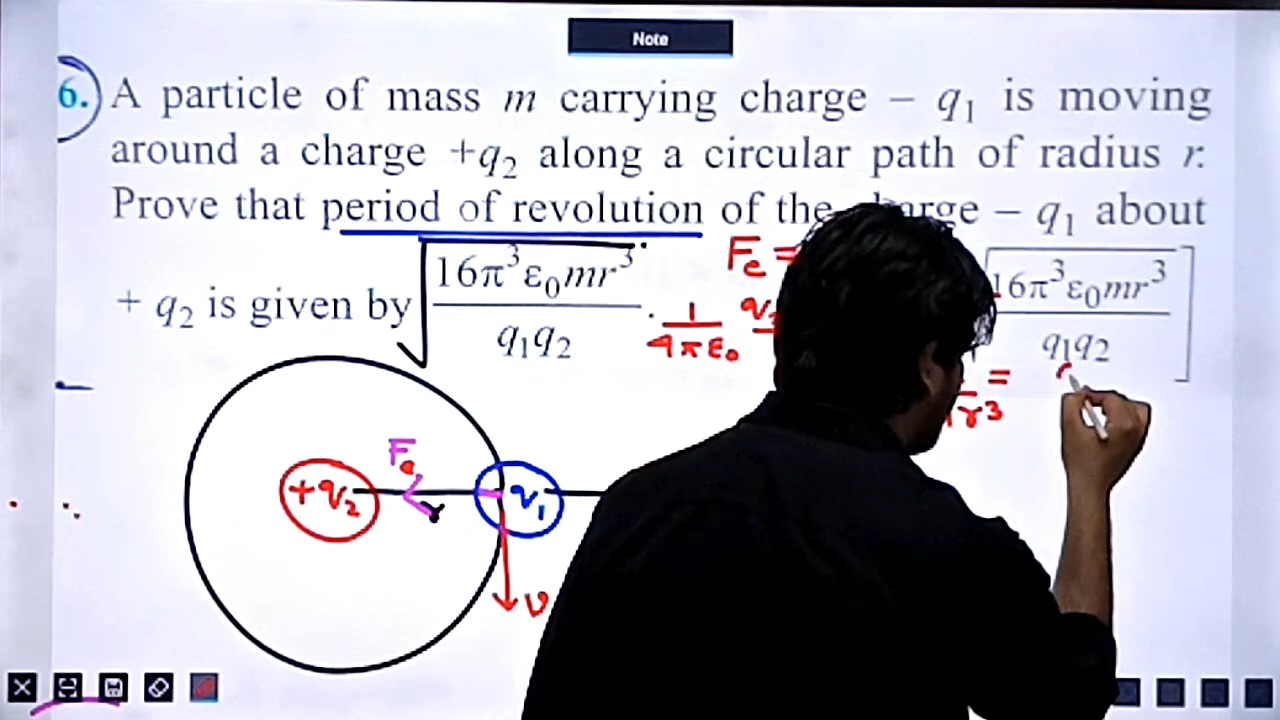 Note
6. A particle of mass m carrying charge – q₁ is moving
around a charge +q₂ along a circular path of radius r.
Prove that period of revolution of the charge – q₁ about
+ q₂ is given by √(16π³ε₀mr³ / q₁q₂).
[√(16π³ε₀mr³ / q₁q₂)]
Fe =
1/4πε₀
r³ =
Fe
+q₂
r
q₁
v